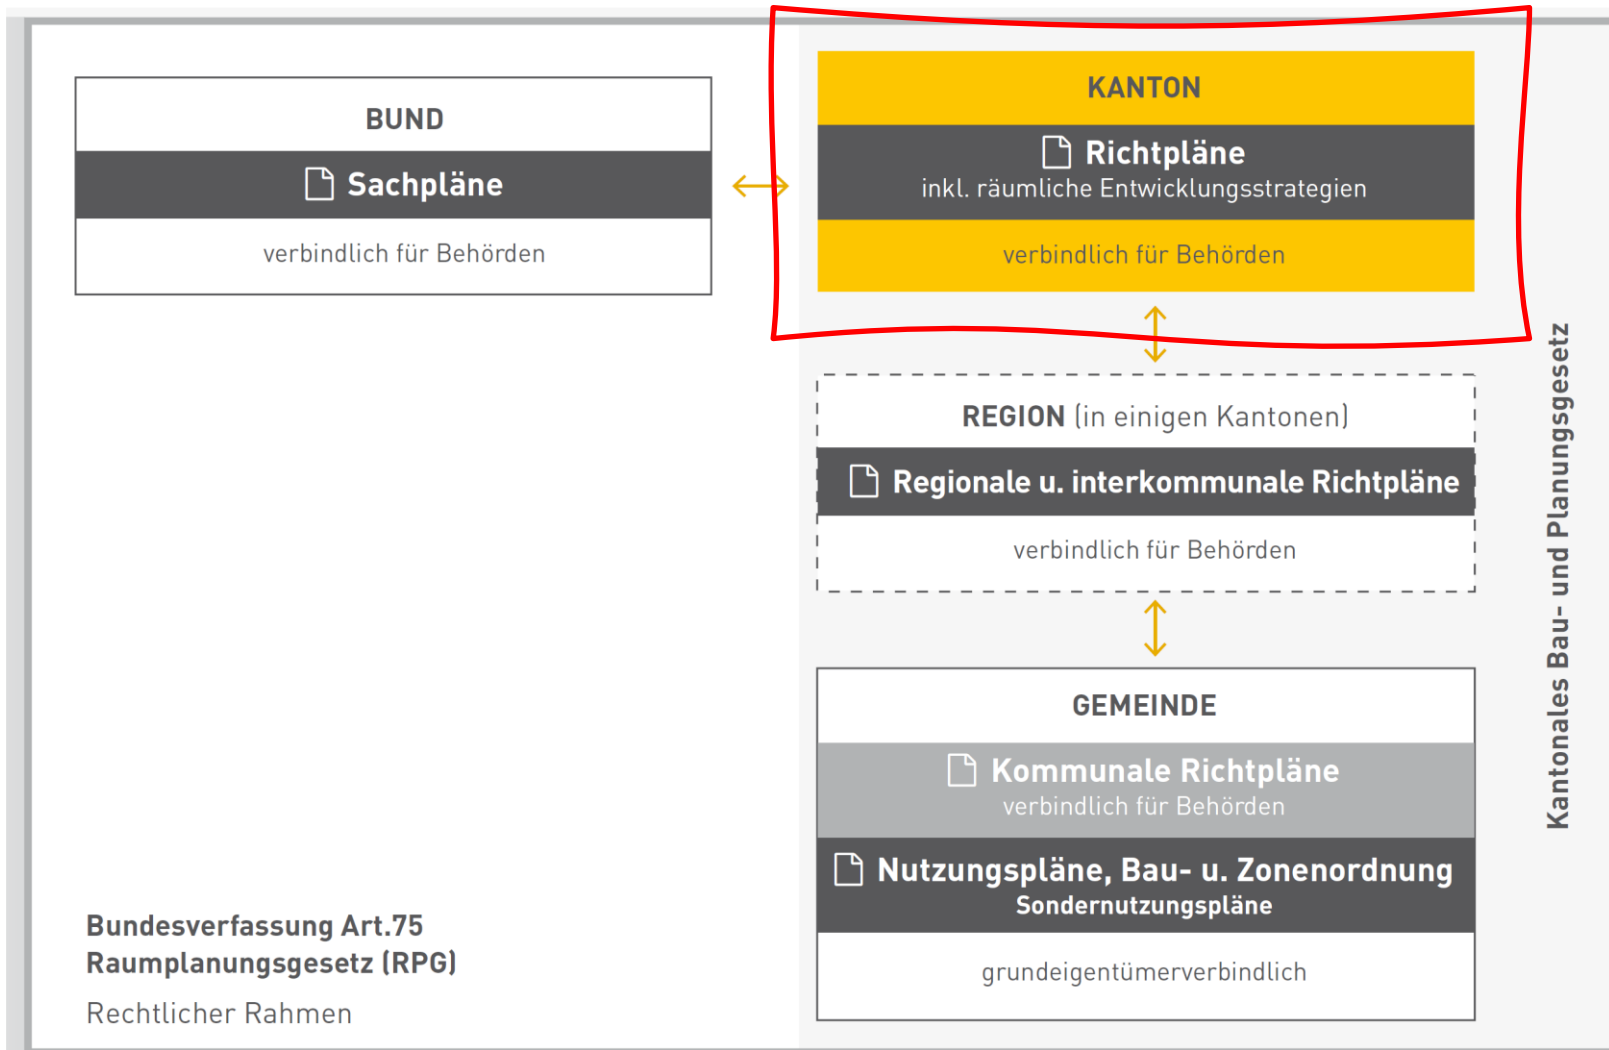 BUND
Sachpläne
verbindlich für Behörden
KANTON
Richtpläne
inkl. räumliche Entwicklungsstrategien
verbindlich für Behörden
REGION (in einigen Kantonen)
Regionale u. interkommunale Richtpläne
verbindlich für Behörden
GEMEINDE
Kommunale Richtpläne
verbindlich für Behörden
Nutzungspläne, Bau- u. Zonenordnung
Sondernutzungspläne
grundeigentümerverbindlich
Kantonales Bau- und Planungsgesetz
Bundesverfassung Art.75
Raumplanungsgesetz (RPG)
Rechtlicher Rahmen